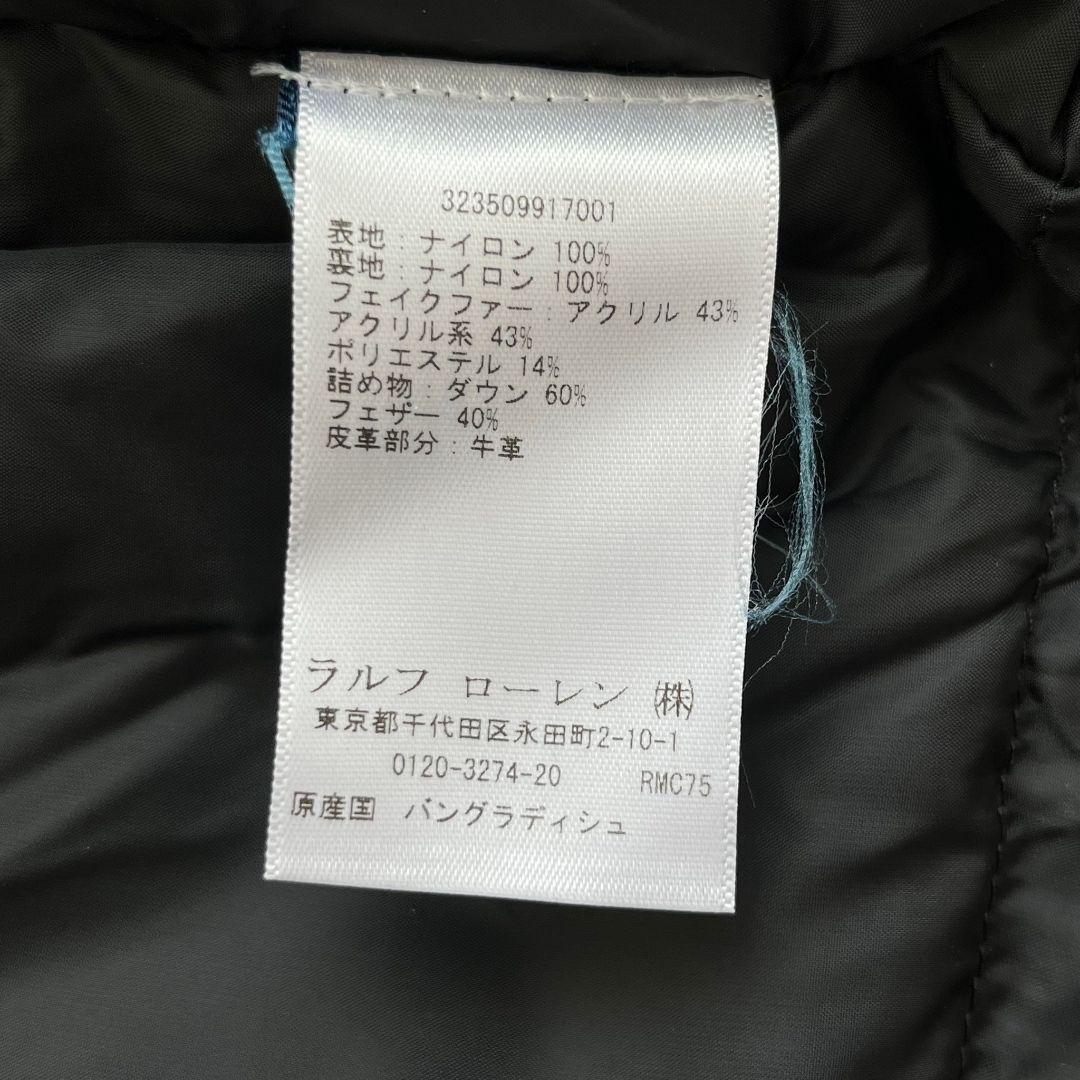 323509917001
表地：ナイロン 100%
裏地：ナイロン 100%
フェイクファー：アクリル 43%
アクリル系 43%
ポリエステル 14%
詰め物：ダウン 60%
フェザー 40%
皮革部分：牛革
ラルフ ローレン ㈱
東京都千代田区永田町2-10-1
0120-3274-20 RMC75
原産国 バングラディシュ